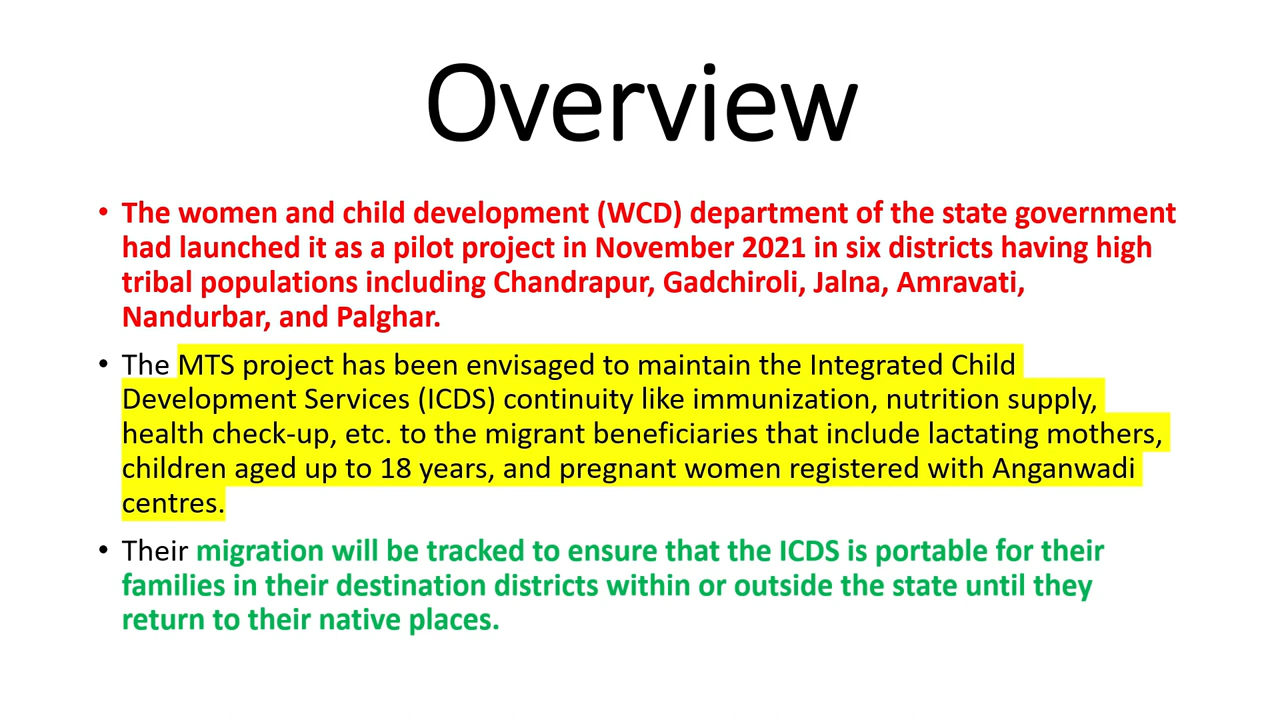 Overview
• The women and child development (WCD) department of the state government
had launched it as a pilot project in November 2021 in six districts having high
tribal populations including Chandrapur, Gadchiroli, Jalna, Amravati,
Nandurbar, and Palghar.
• The MTS project has been envisaged to maintain the Integrated Child
Development Services (ICDS) continuity like immunization, nutrition supply,
health check-up, etc. to the migrant beneficiaries that include lactating mothers,
children aged up to 18 years, and pregnant women registered with Anganwadi
centres.
• Their migration will be tracked to ensure that the ICDS is portable for their
families in their destination districts within or outside the state until they
return to their native places.